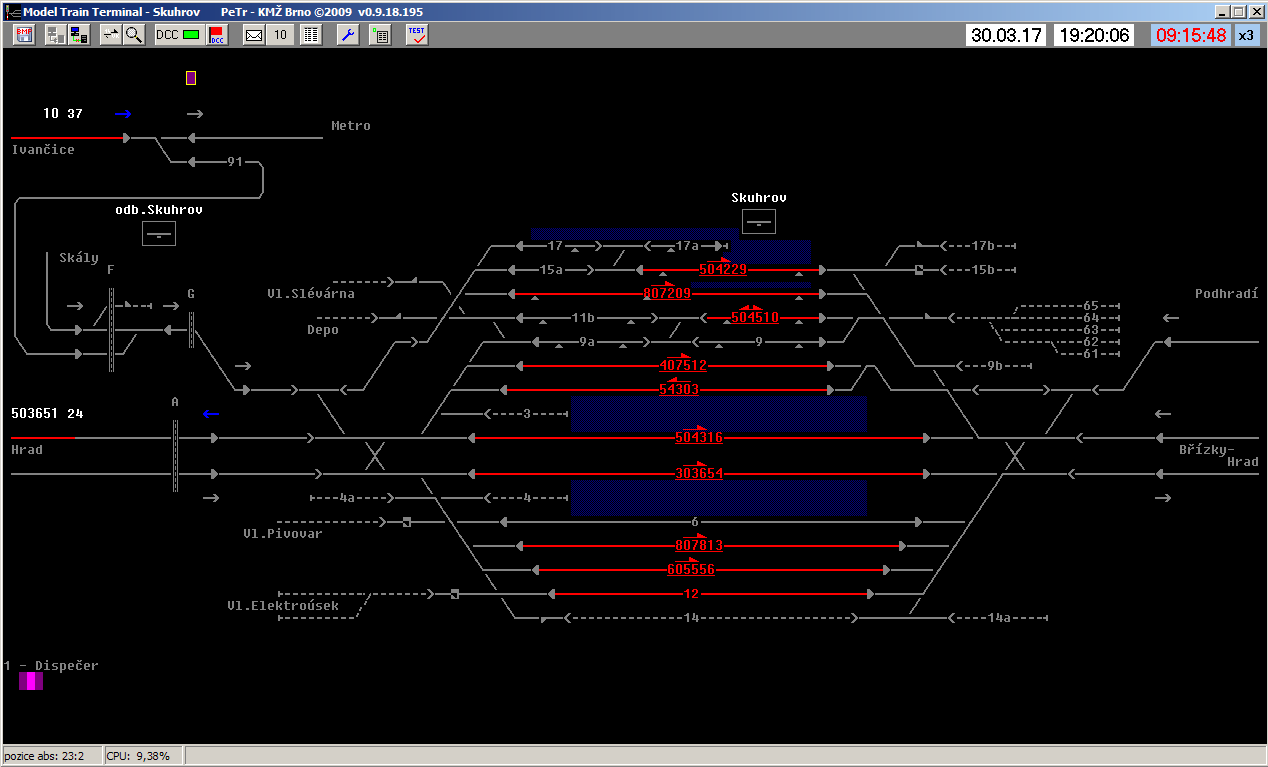 Model Train Terminal - Skuhrov PeTr - KMŽ Brno ©2009 v0.9.18.195
BMP DCC DCC 10 TEST 30.03.17 19:20:06 09:15:48 x3
10 37
Metro
Ivančice
91
Skuhrov
odb.Skuhrov
17 17a 17b
Skály
F 15a 504229 15b
G Vl.Slévárna 807209 Podhradí
65
11b 504510 64
Depo 63
9a 9 62
61
407512 9b
54303
A
503651 24 3
504316
Hrad Břízky-
Hrad
303654
4a 4
6
Vl.Pivovar
807813
605556
12
Vl.Elektroúsek
14 14a
1 - Dispečer
pozice abs: 23:2 CPU: 9,38%